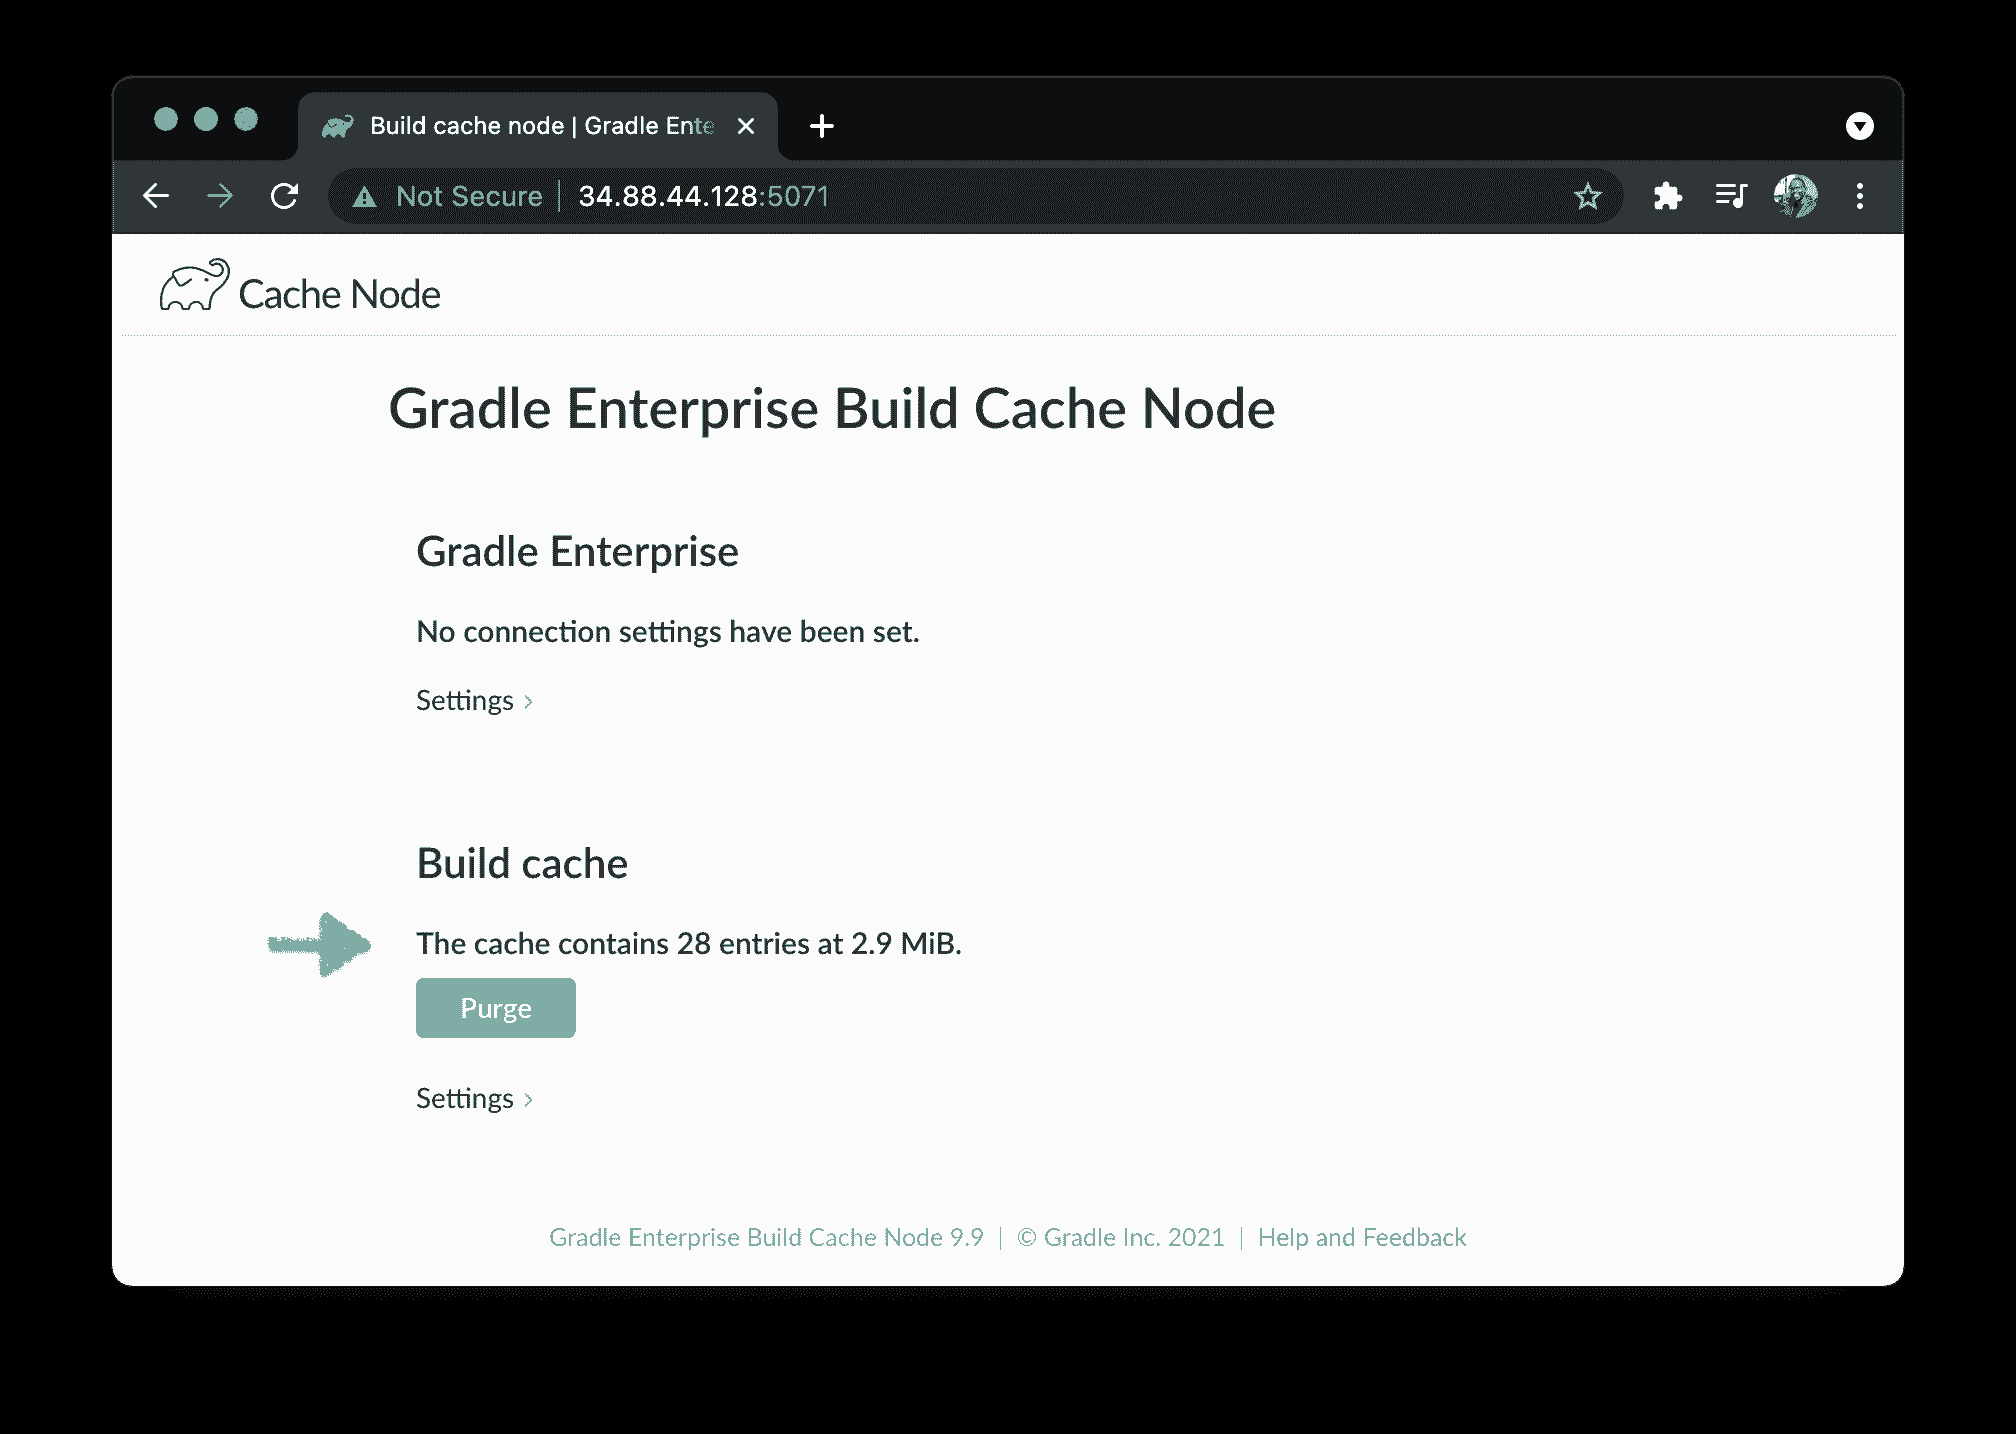 Build cache node | Gradle Ente
Not Secure | 34.88.44.128:5071
Cache Node
Gradle Enterprise Build Cache Node
Gradle Enterprise
No connection settings have been set.
Settings >
Build cache
The cache contains 28 entries at 2.9 MiB.
Purge
Settings >
Gradle Enterprise Build Cache Node 9.9 | © Gradle Inc. 2021 | Help and Feedback